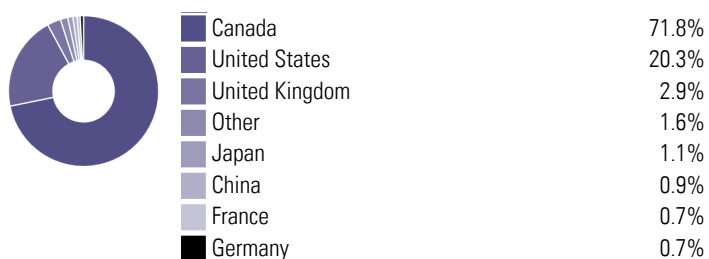 Canada 71.8%
United States 20.3%
United Kingdom 2.9%
Other 1.6%
Japan 1.1%
China 0.9%
France 0.7%
Germany 0.7%